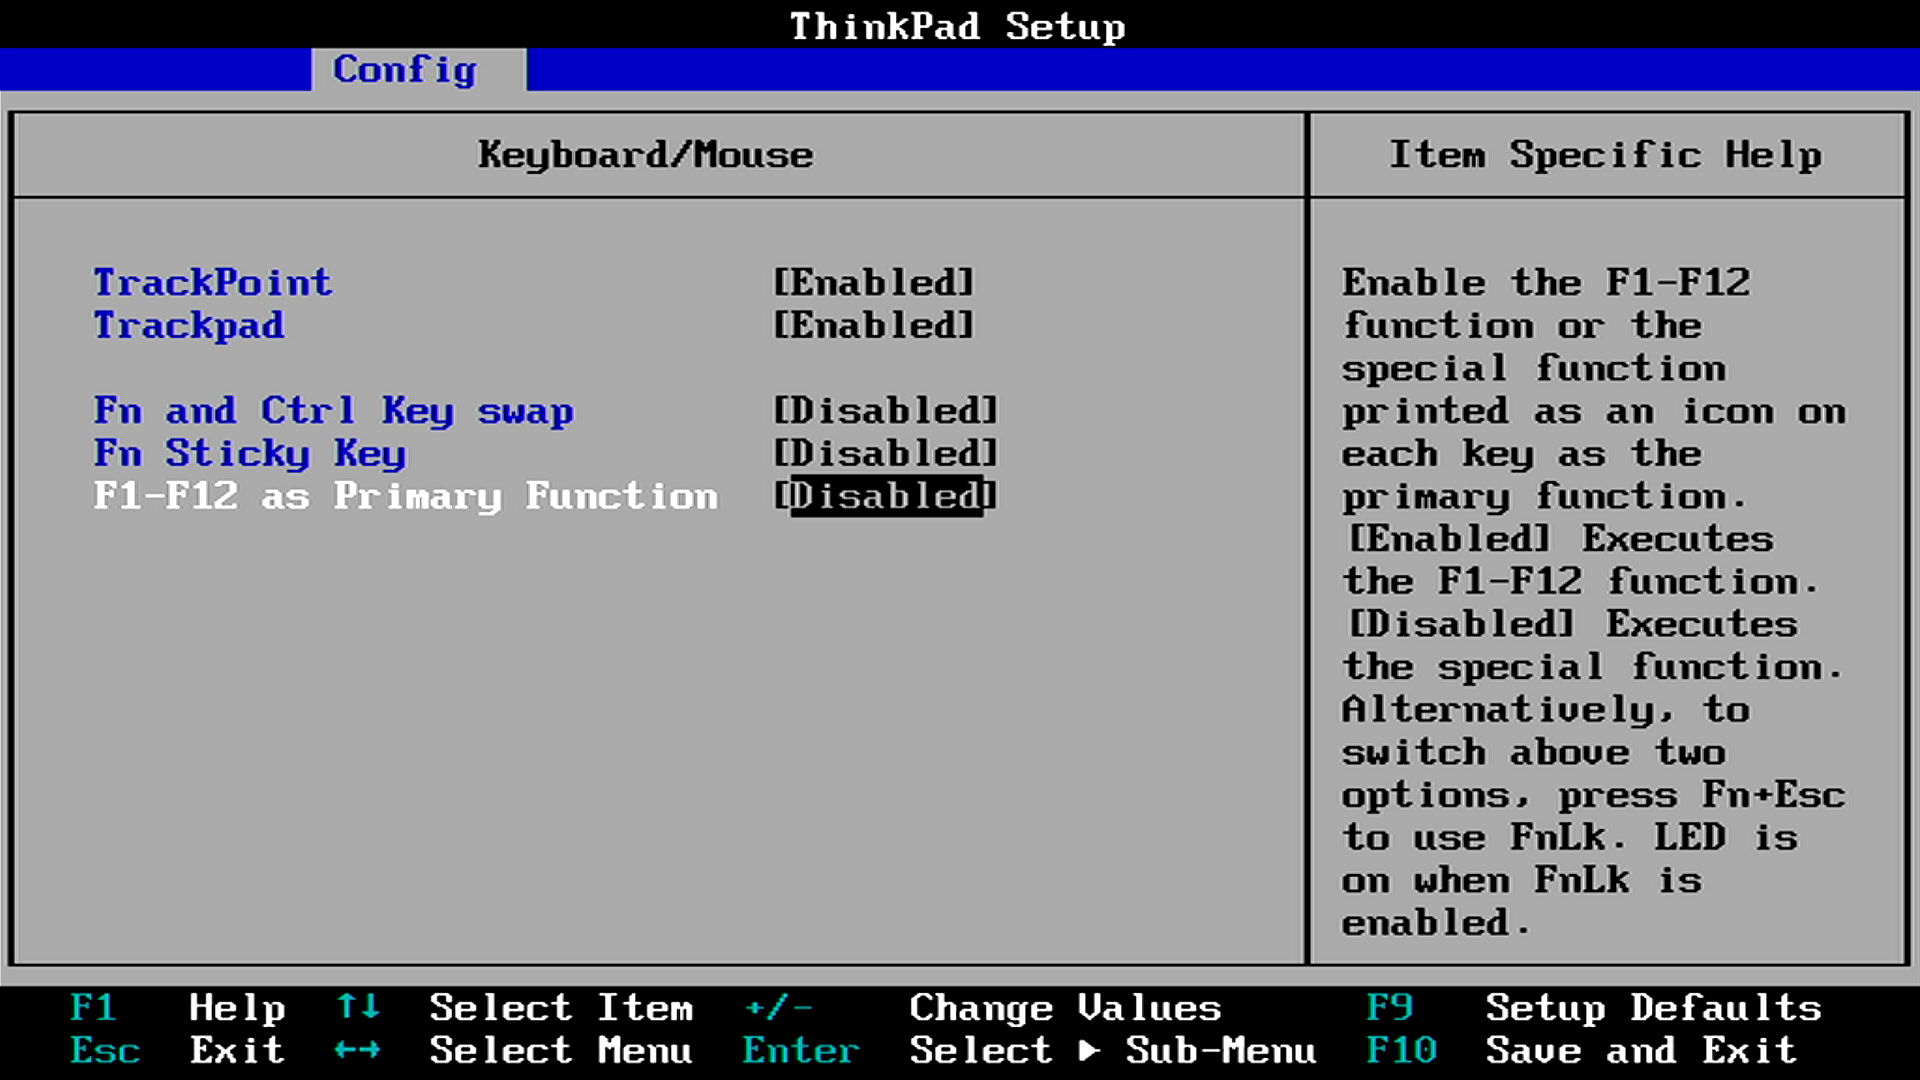 ThinkPad Setup
Config
Keyboard/Mouse
Item Specific Help
TrackPoint [Enabled]
Trackpad [Enabled]
Fn and Ctrl Key swap [Disabled]
Fn Sticky Key [Disabled]
F1-F12 as Primary Function [Disabled]
Enable the F1-F12
function or the
special function
printed as an icon on
each key as the
primary function.
[Enabled] Executes
the F1-F12 function.
[Disabled] Executes
the special function.
Alternatively, to
switch above two
options, press Fn+Esc
to use FnLk. LED is
on when FnLk is
enabled.
F1 Help ↑↓ Select Item +/- Change Values F9 Setup Defaults
Esc Exit ←→ Select Menu Enter Select ▶ Sub-Menu F10 Save and Exit